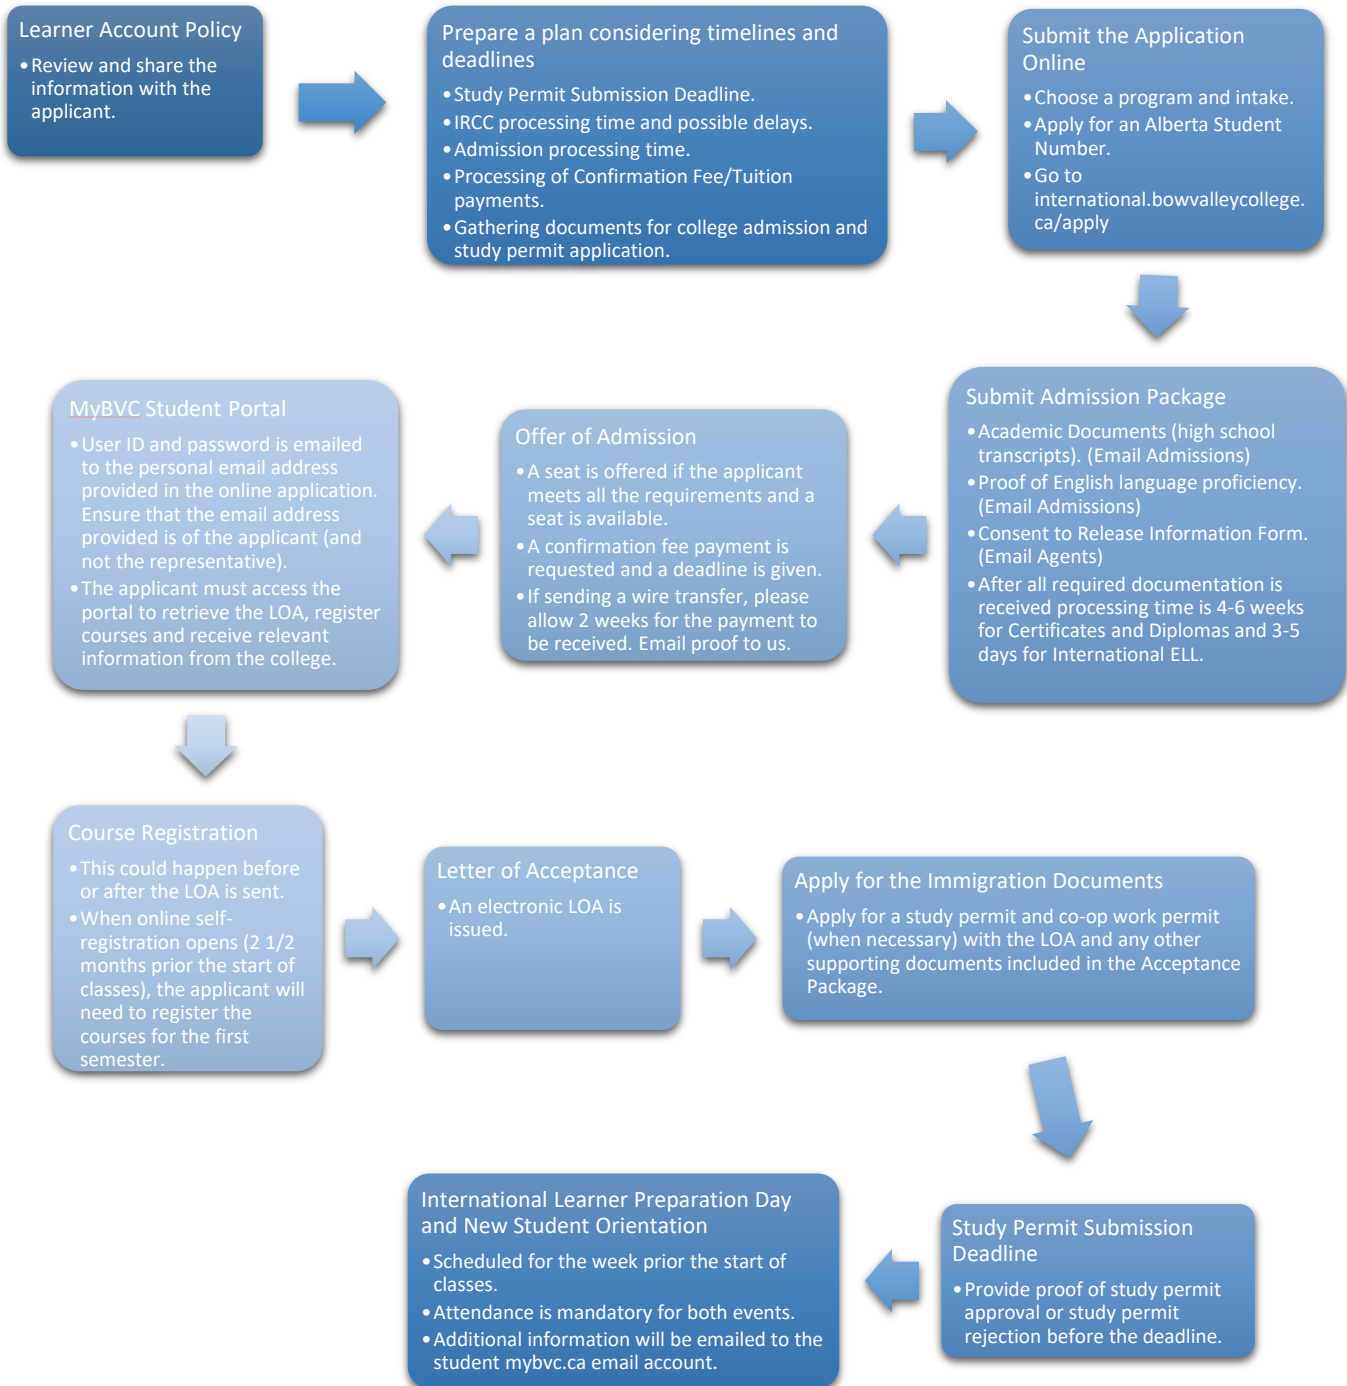 Learner Account Policy
•Review and share the
information with the
applicant.
Prepare a plan considering timelines and
deadlines
•Study Permit Submission Deadline.
•IRCC processing time and possible delays.
•Admission processing time.
•Processing of Confirmation Fee/Tuition
payments.
•Gathering documents for college admission and
study permit application.
Submit the Application
Online
•Choose a program and intake.
•Apply for an Alberta Student
Number.
•Go to
international.bowvalleycollege.
ca/apply
Submit Admission Package
•Academic Documents (high school
transcripts). (Email Admissions)
•Proof of English language proficiency.
(Email Admissions)
•Consent to Release Information Form.
(Email Agents)
•After all required documentation is
received processing time is 4-6 weeks
for Certificates and Diplomas and 3-5
days for International ELL.
Offer of Admission
•A seat is offered if the applicant
meets all the requirements and a
seat is available.
•A confirmation fee payment is
requested and a deadline is given.
•If sending a wire transfer, please
allow 2 weeks for the payment to
be received. Email proof to us.
MyBVC Student Portal
•User ID and password is emailed
to the personal email address
provided in the online application.
Ensure that the email address
provided is of the applicant (and
not the representative).
•The applicant must access the
portal to retrieve the LOA, register
courses and receive relevant
information from the college.
Course Registration
•This could happen before
or after the LOA is sent.
•When online self-
registration opens (2 1/2
months prior the start of
classes), the applicant will
need to register the
courses for the first
semester.
Letter of Acceptance
•An electronic LOA is
issued.
Apply for the Immigration Documents
•Apply for a study permit and co-op work permit
(when necessary) with the LOA and any other
supporting documents included in the Acceptance
Package.
Study Permit Submission
Deadline
•Provide proof of study permit
approval or study permit
rejection before the deadline.
International Learner Preparation Day
and New Student Orientation
•Scheduled for the week prior the start of
classes.
•Attendance is mandatory for both events.
•Additional information will be emailed to the
student mybvc.ca email account.